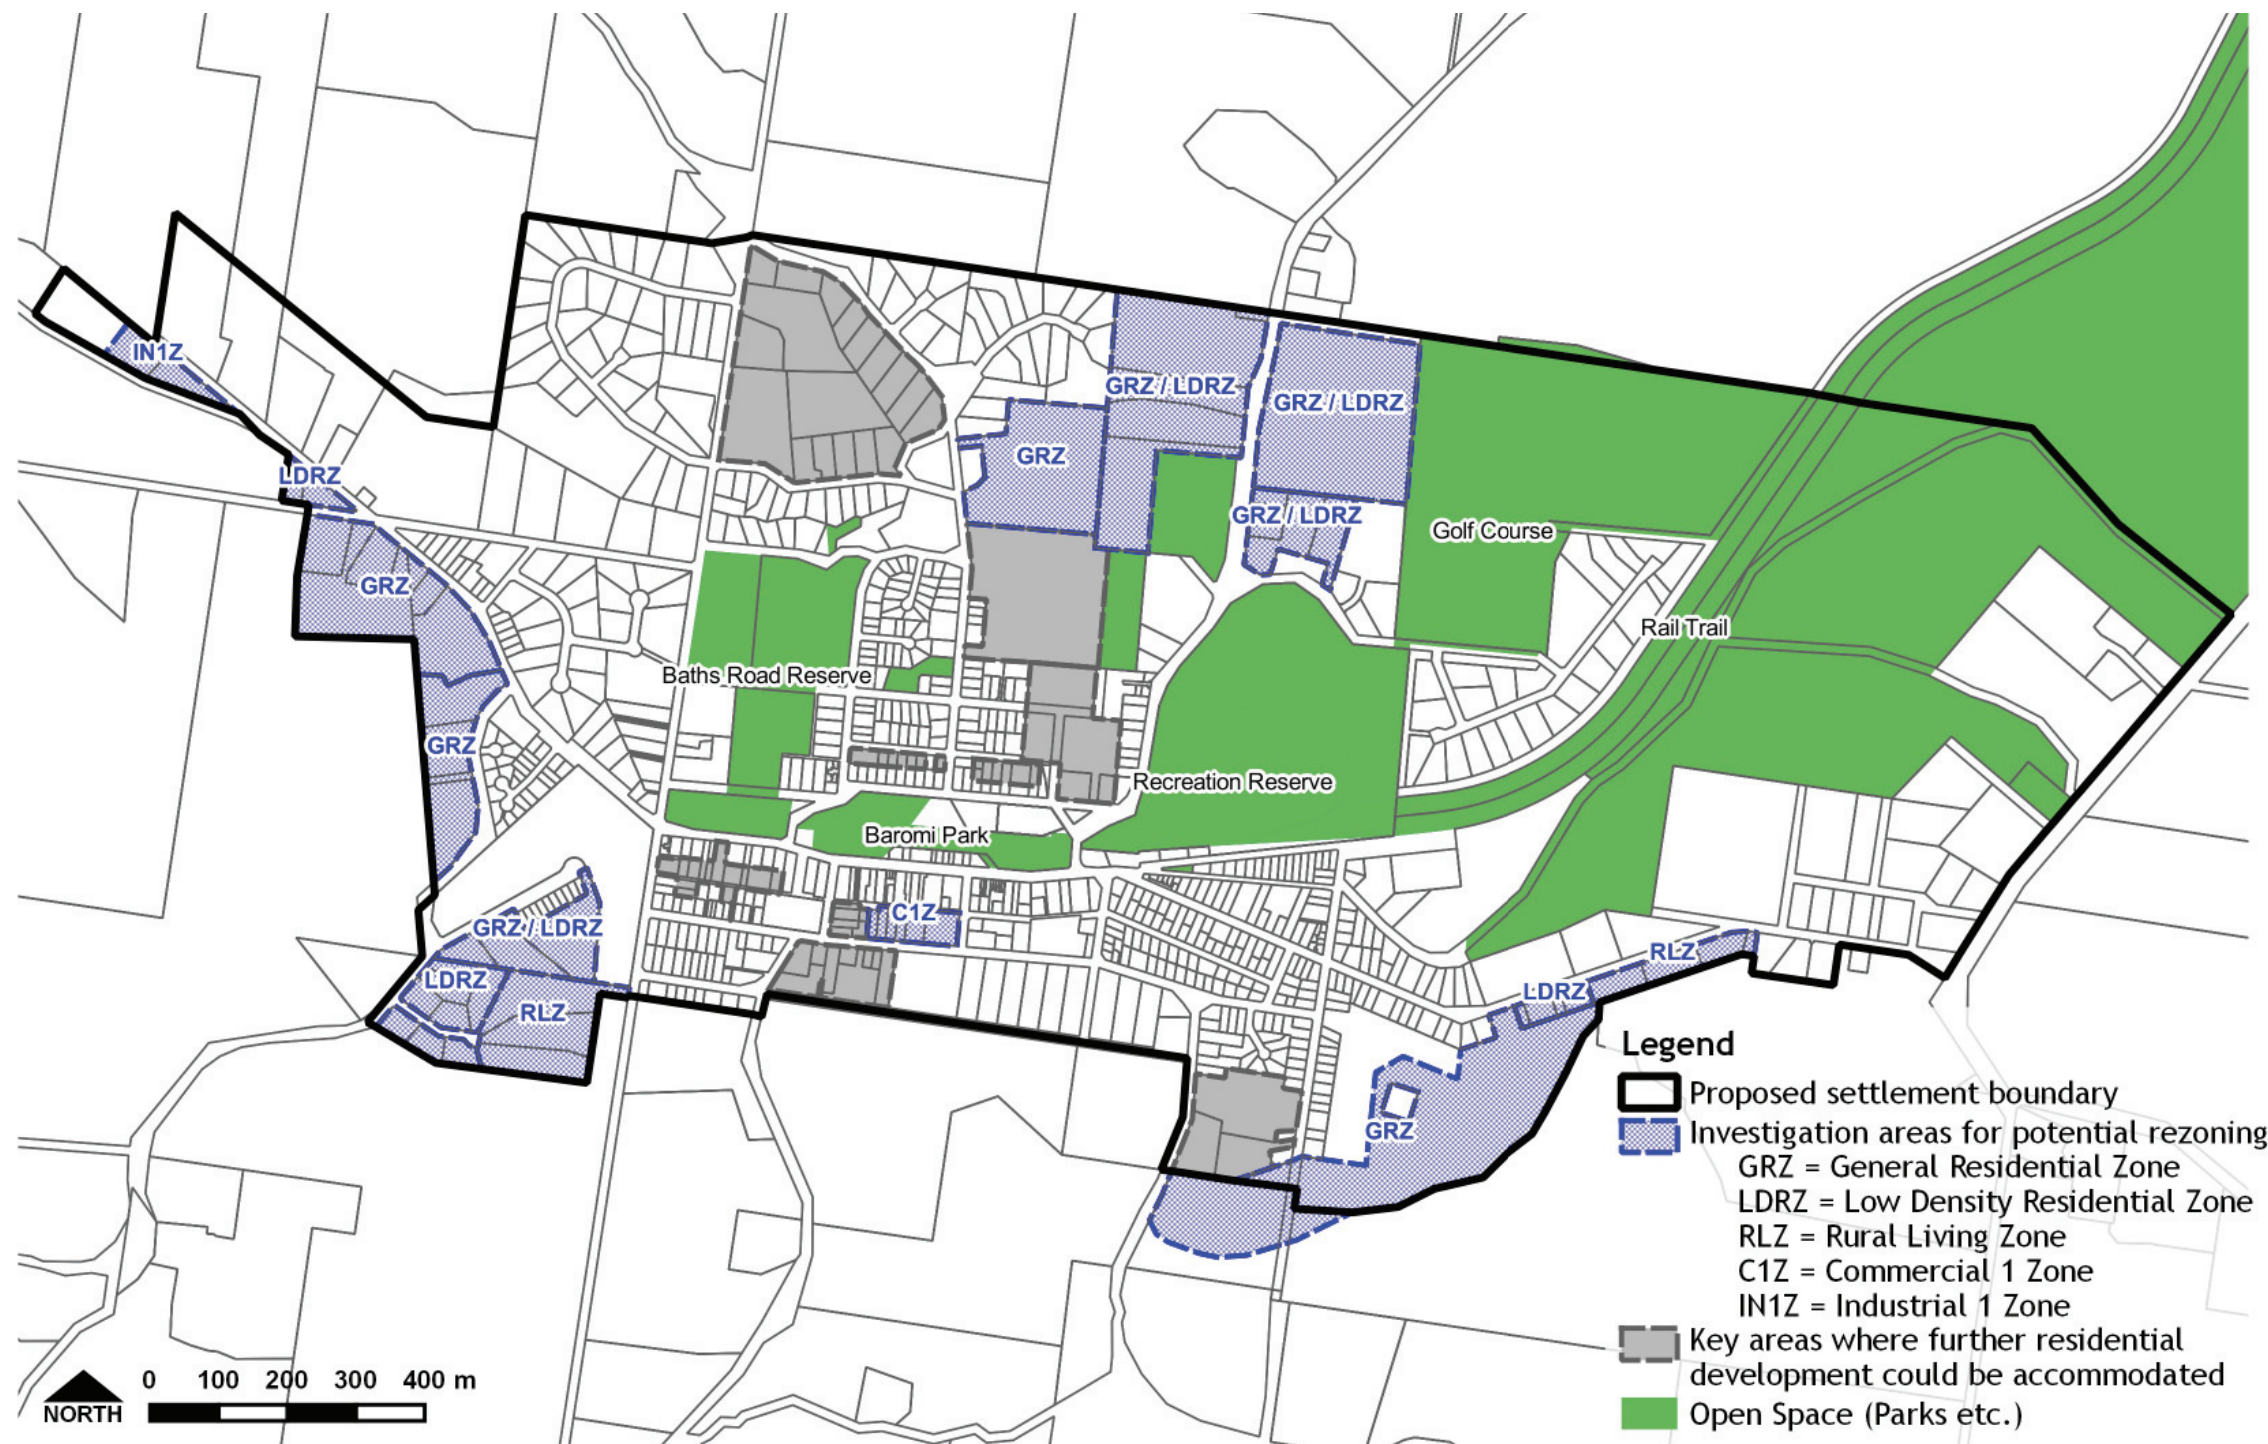 IN1Z
GRZ / LDRZ
GRZ / LDRZ
GRZ
LDRZ
GRZ / LDRZ
Golf Course
GRZ
Rail Trail
Baths Road Reserve
GRZ
Recreation Reserve
Baromi Park
C1Z
GRZ / LDRZ
RLZ
LDRZ
LDRZ
RLZ
GRZ
Legend
Proposed settlement boundary
Investigation areas for potential rezoning
GRZ = General Residential Zone
LDRZ = Low Density Residential Zone
RLZ = Rural Living Zone
C1Z = Commercial 1 Zone
IN1Z = Industrial 1 Zone
Key areas where further residential
development could be accommodated
Open Space (Parks etc.)
0 100 200 300 400 m
NORTH